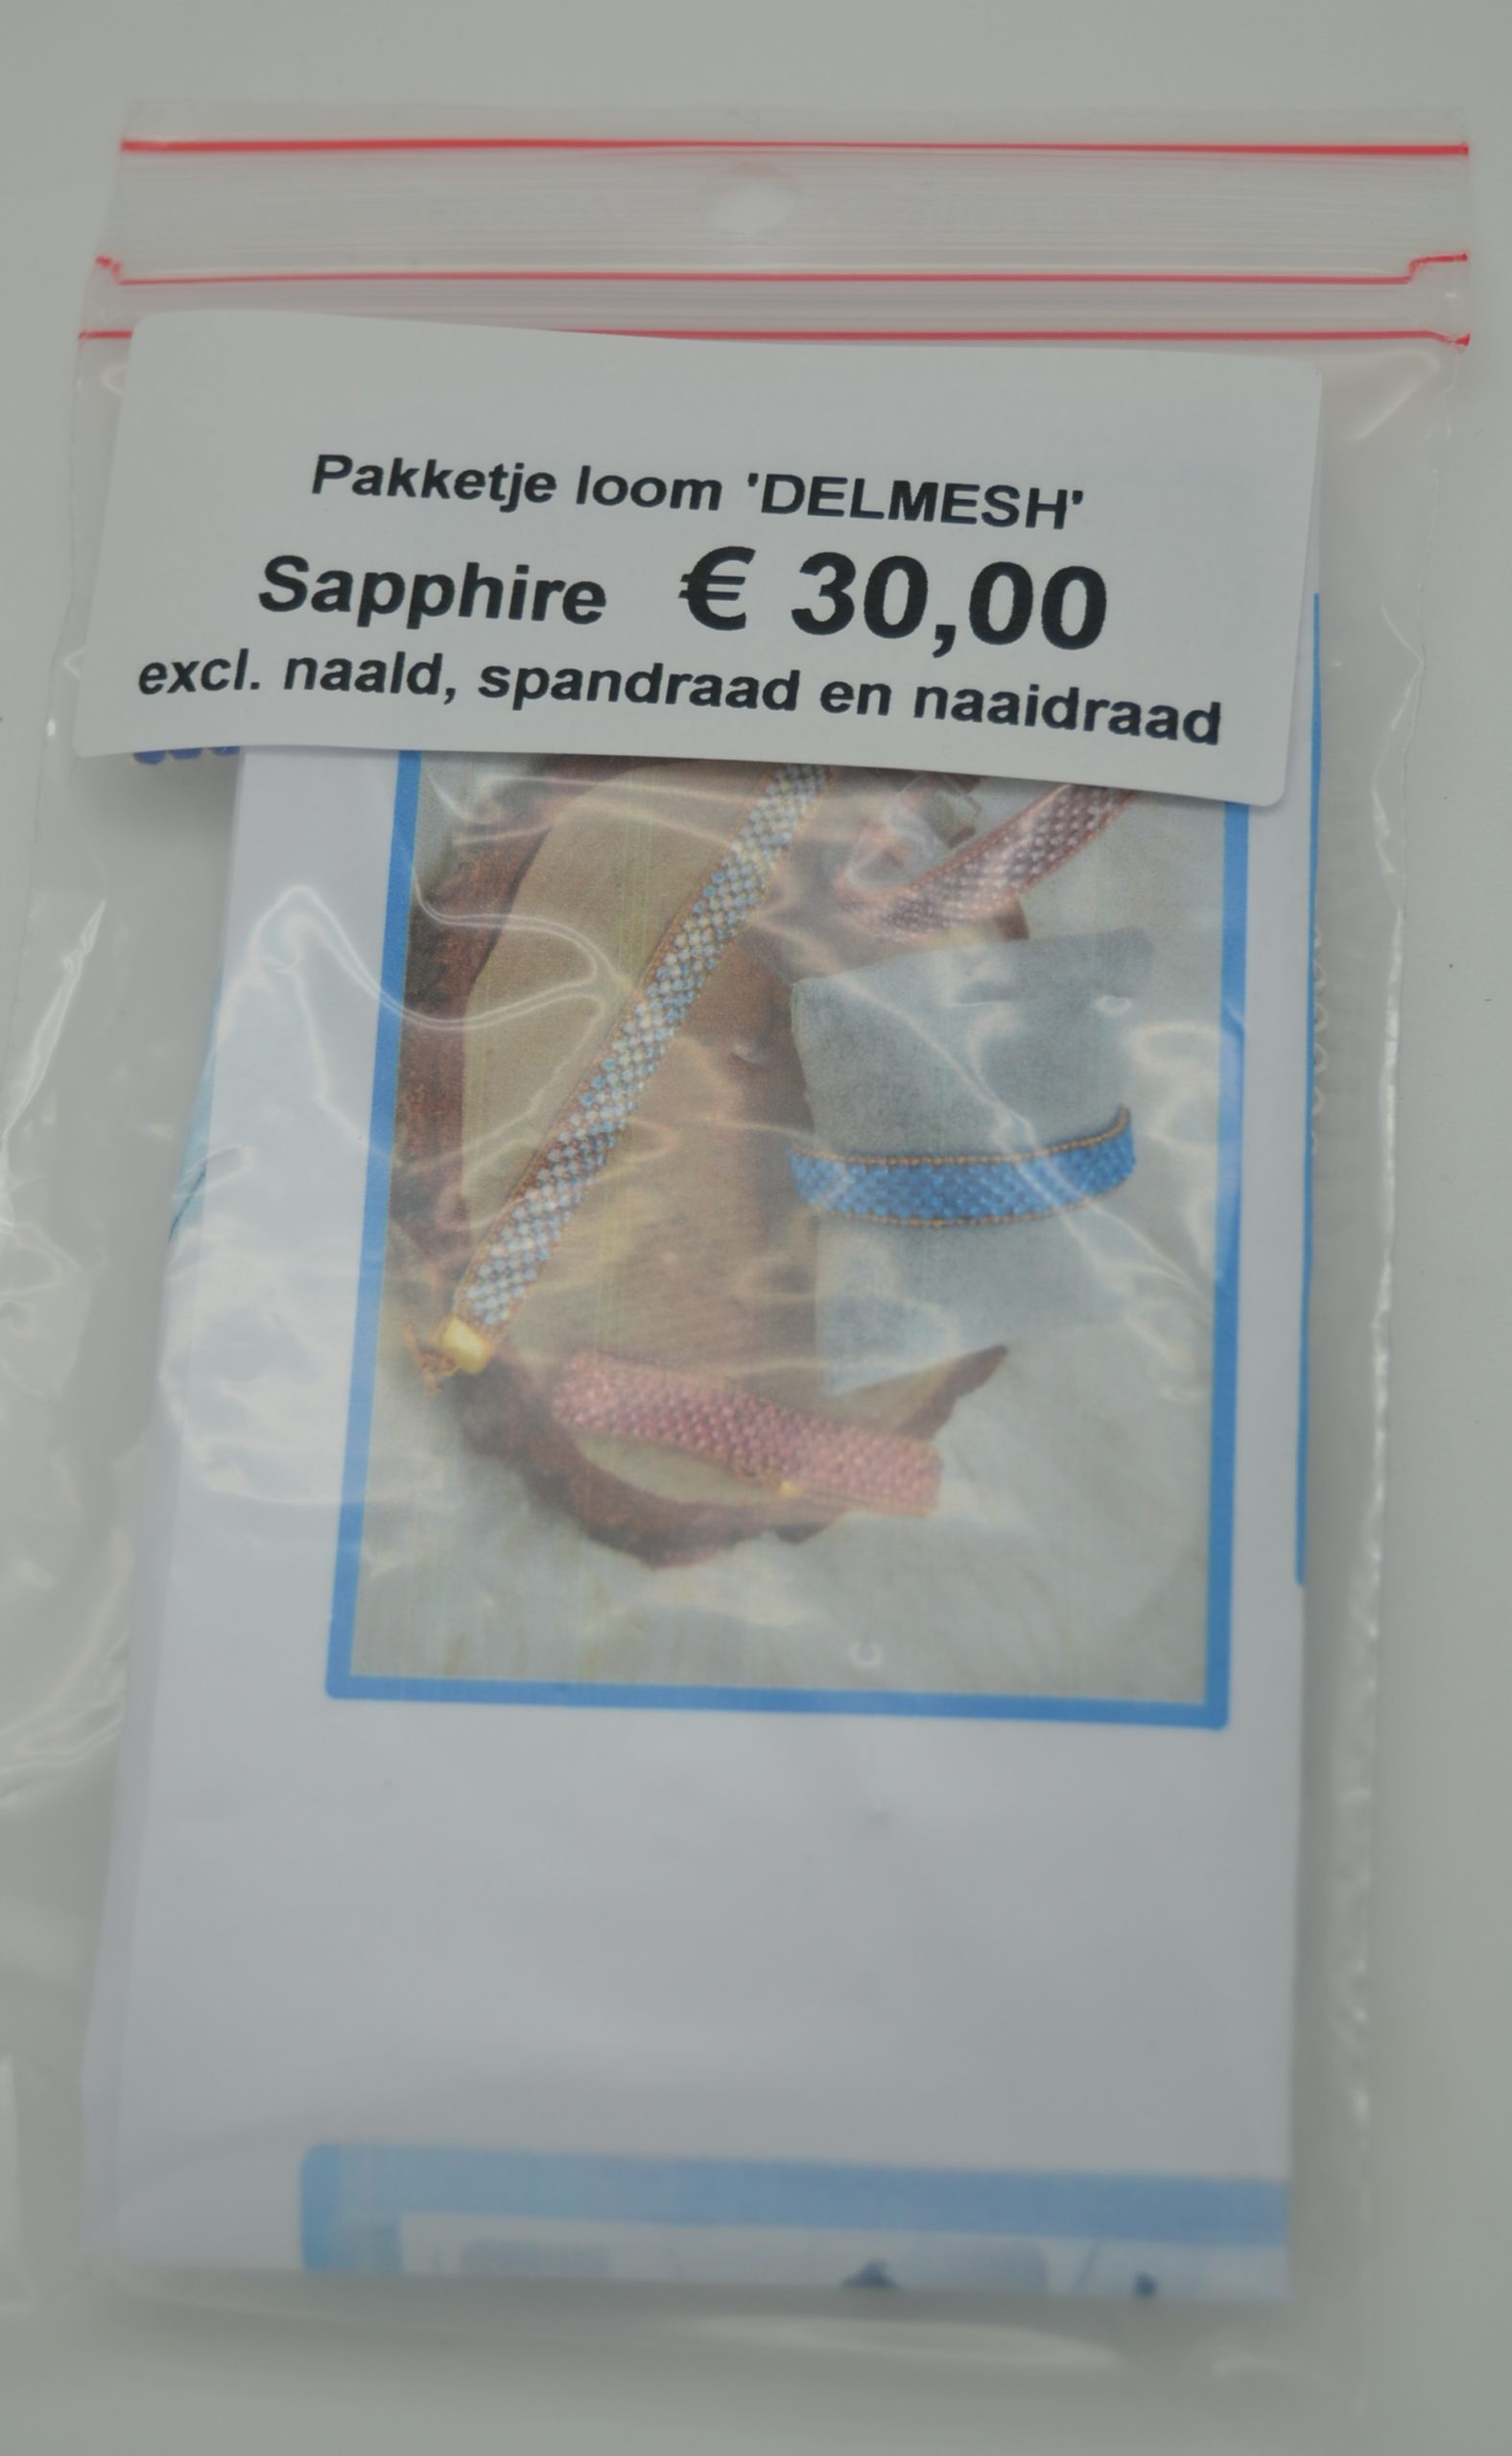 Pakketje loom 'DELMESH'
Sapphire € 30,00
excl. naald, spandraad en naaidraad